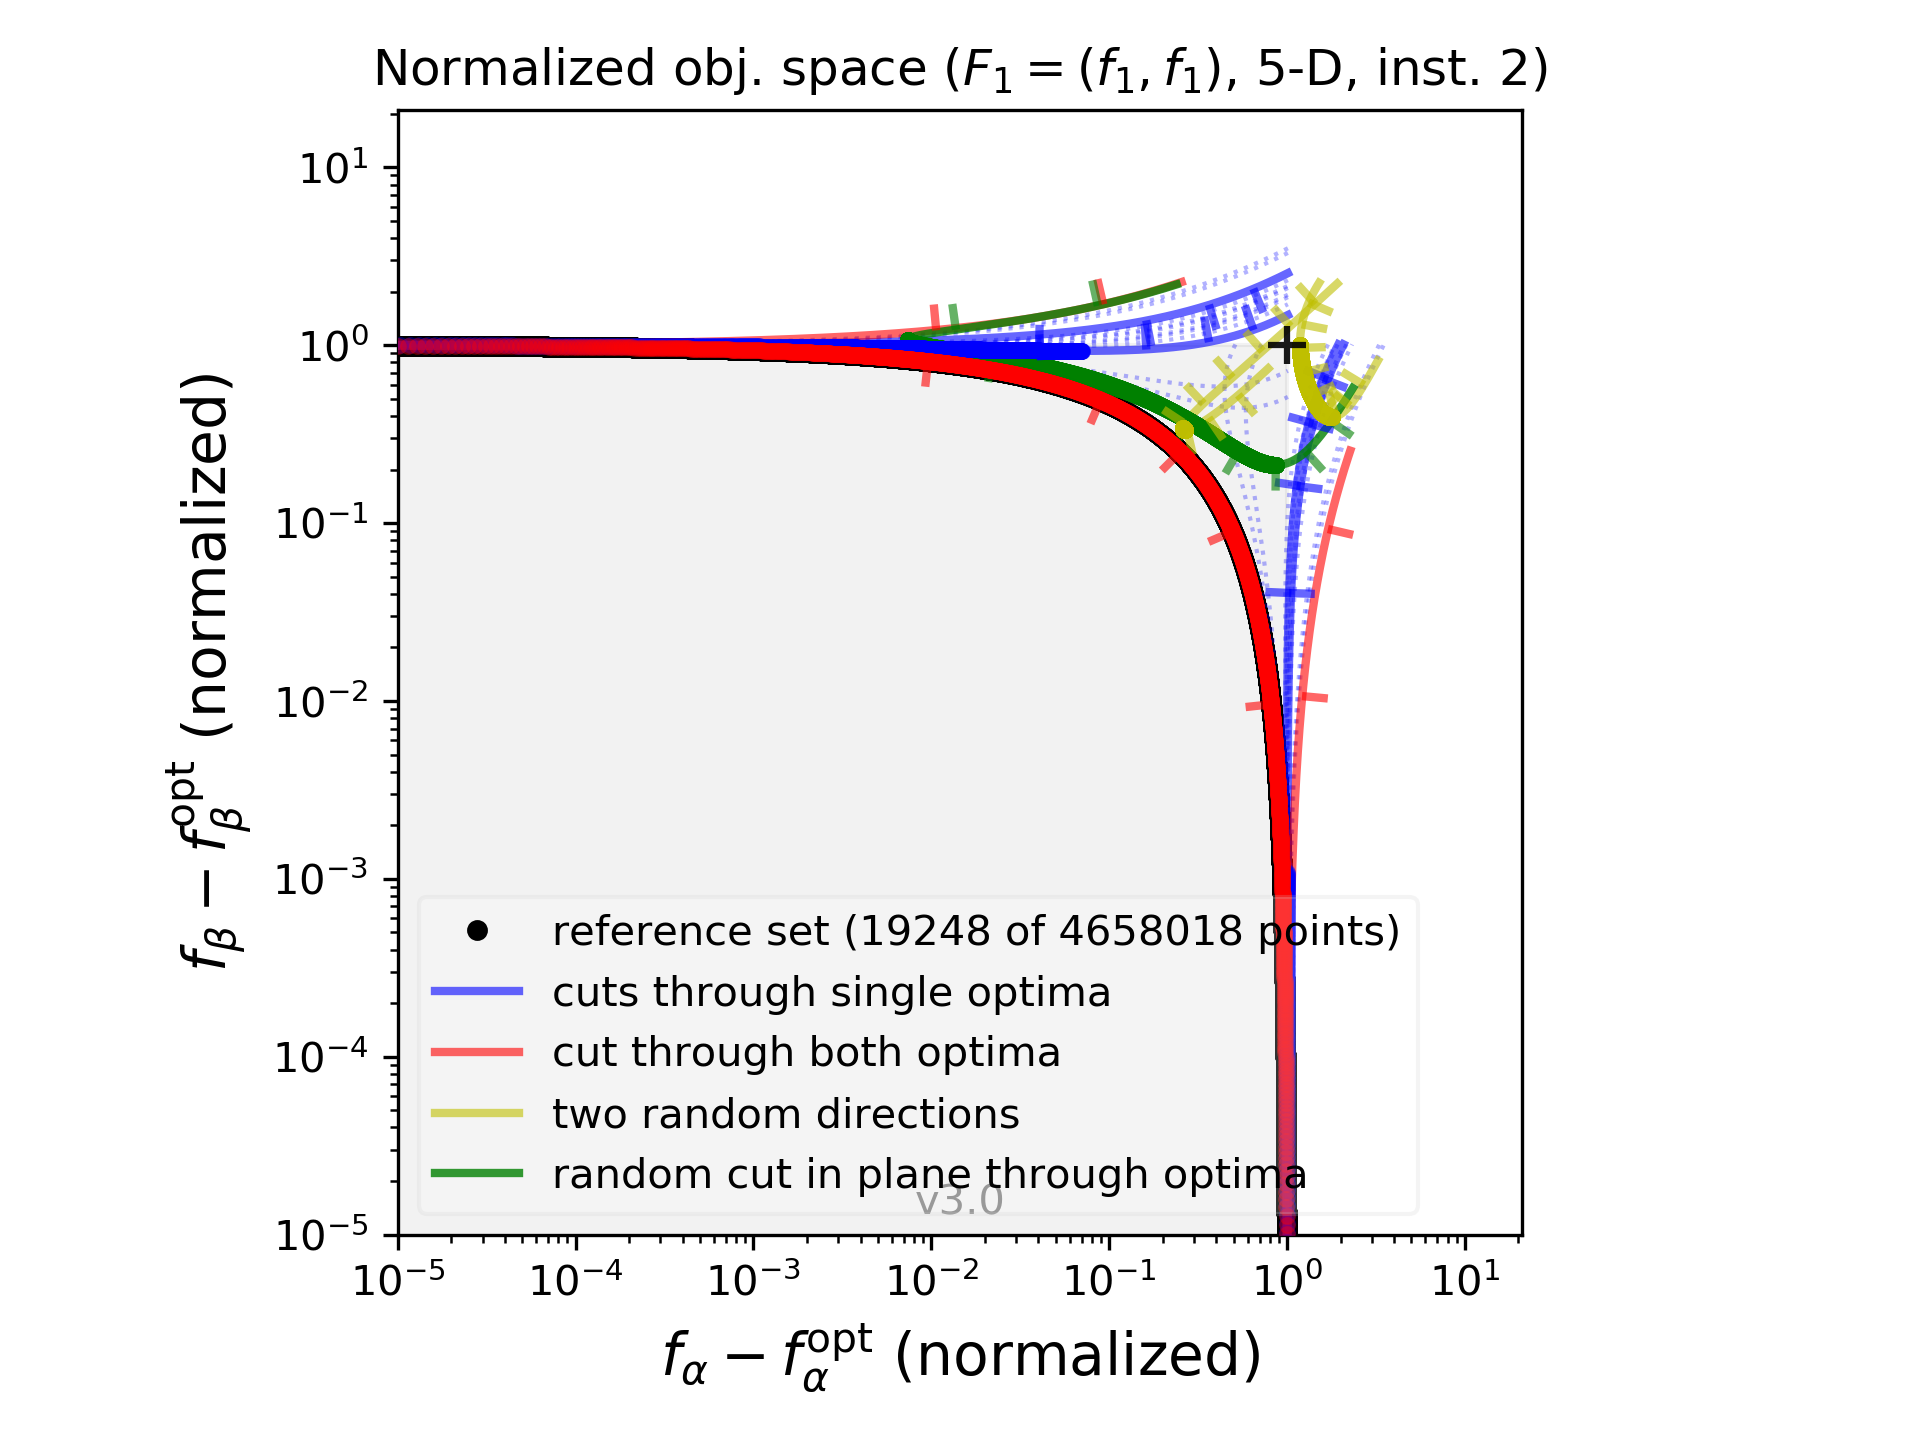 Normalized obj. space (F₁ = (f₁, f₁), 5-D, inst. 2)
f_β − f_β^opt (normalized)
10¹
10⁰
10⁻¹
10⁻²
10⁻³
10⁻⁴
10⁻⁵
reference set (19248 of 4658018 points)
cuts through single optima
cut through both optima
two random directions
random cut in plane through optima
v3.0
10⁻⁵ 10⁻⁴ 10⁻³ 10⁻² 10⁻¹ 10⁰ 10¹
f_α − f_α^opt (normalized)